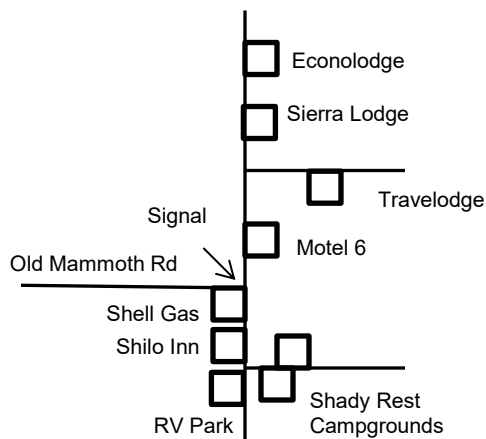 Econolodge
Sierra Lodge
Travelodge
Signal
Motel 6
Old Mammoth Rd
Shell Gas
Shilo Inn
Shady Rest
Campgrounds
RV Park